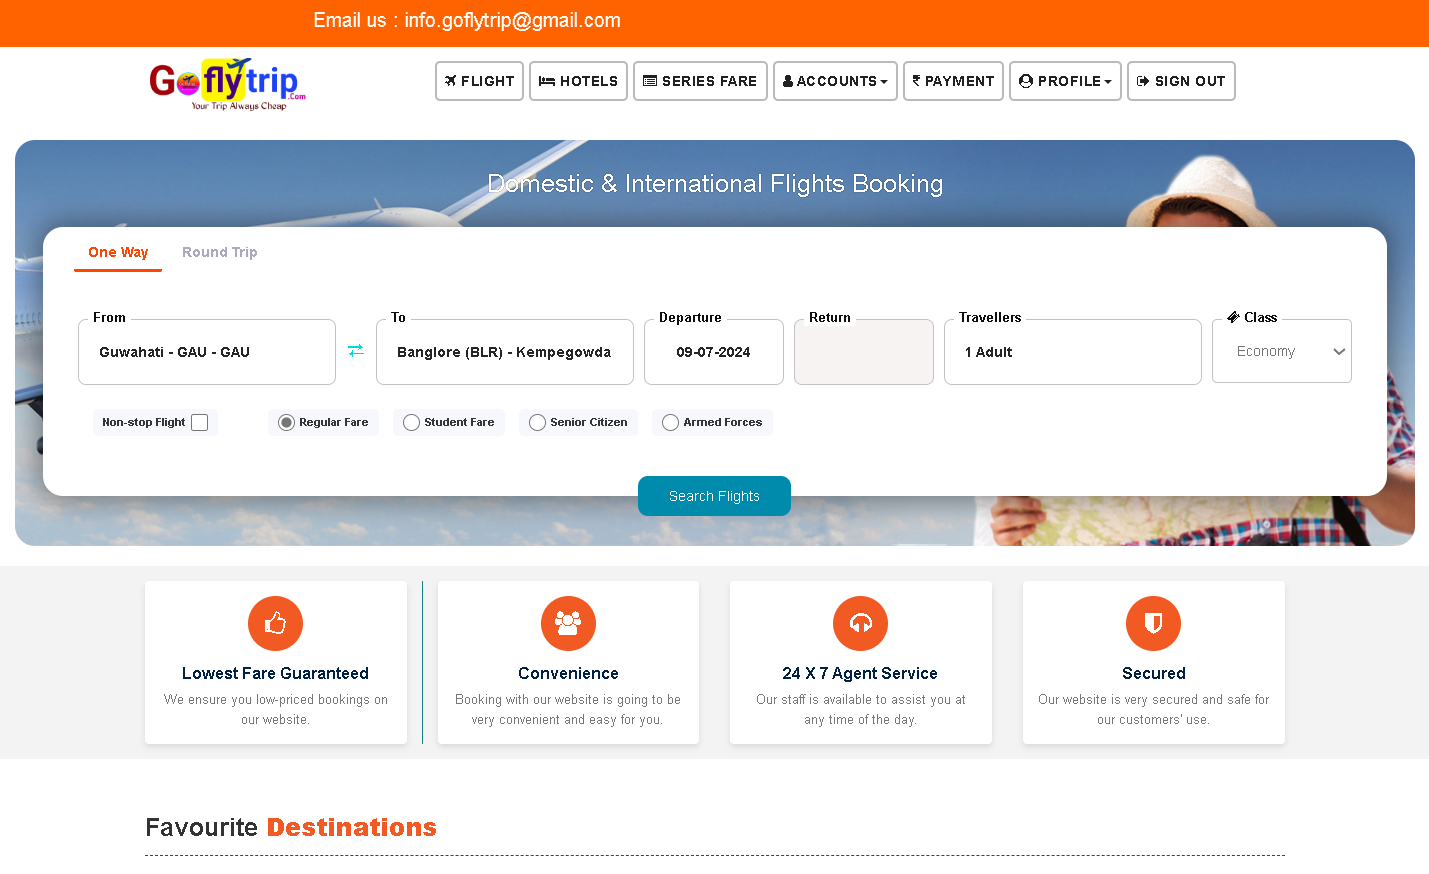 Email us : info.goflytrip@gmail.com
Goflytrip.Com
Your Trip Always Cheap
FLIGHT
HOTELS
SERIES FARE
ACCOUNTS
₹ PAYMENT
PROFILE
SIGN OUT
Domestic & International Flights Booking
One Way
Round Trip
From
To
Departure
Return
Travellers
Class
Guwahati - GAU - GAU
Banglore (BLR) - Kempegowda
09-07-2024
1 Adult
Economy
Non-stop Flight
Regular Fare
Student Fare
Senior Citizen
Armed Forces
Search Flights
Lowest Fare Guaranteed
We ensure you low-priced bookings on
our website.
Convenience
Booking with our website is going to be
very convenient and easy for you.
24 X 7 Agent Service
Our staff is available to assist you at
any time of the day.
Secured
Our website is very secured and safe for
our customers' use.
Favourite Destinations